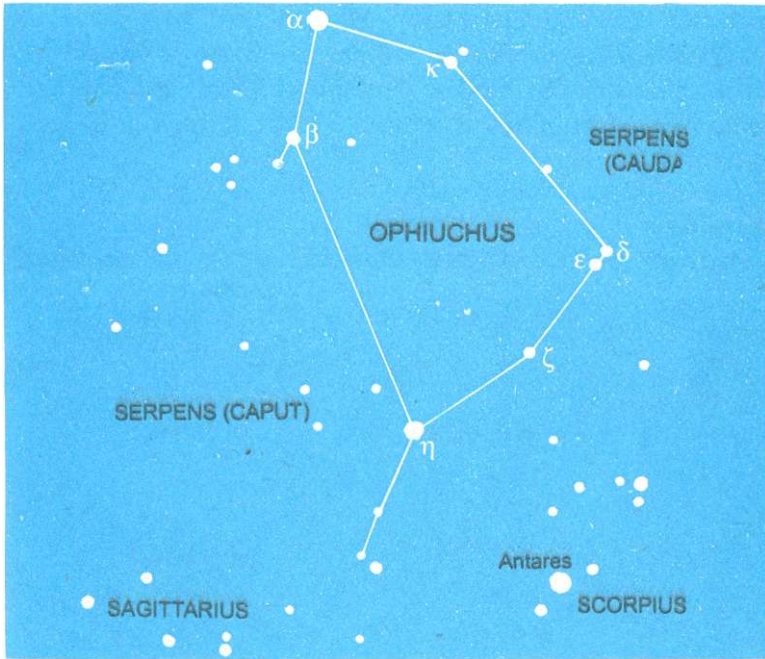 α
κ
β
SERPENS
(CAUDA
OPHIUCHUS
δ
ε
ζ
SERPENS (CAPUT)
η
Antares
SAGITTARIUS
SCORPIUS